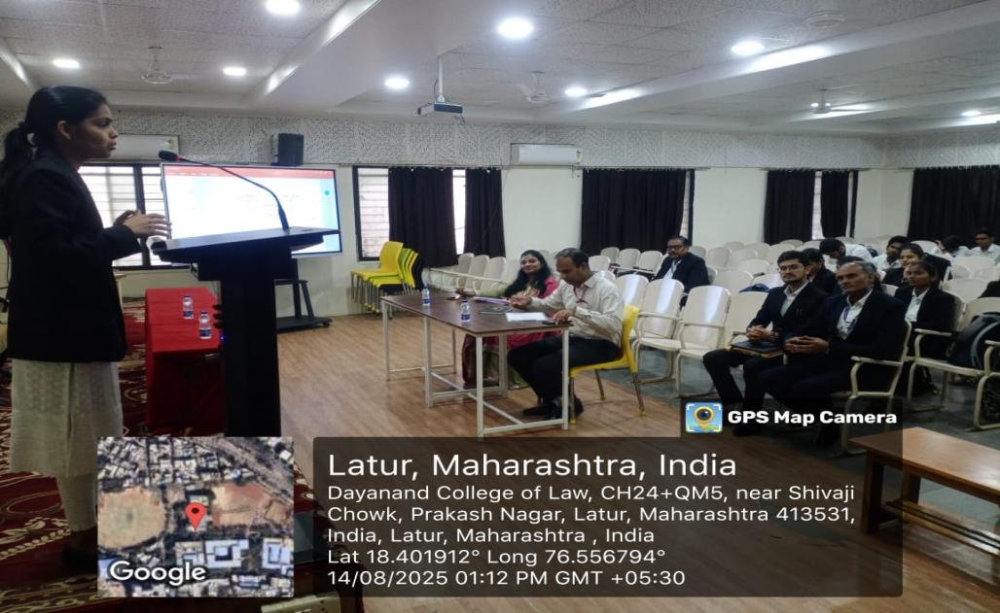 GPS Map Camera
Latur, Maharashtra, India
Dayanand College of Law, CH24+QM5, near Shivaji
Chowk, Prakash Nagar, Latur, Maharashtra 413531,
India, Latur, Maharashtra , India
Lat 18.401912° Long 76.556794°
14/08/2025 01:12 PM GMT +05:30
Google